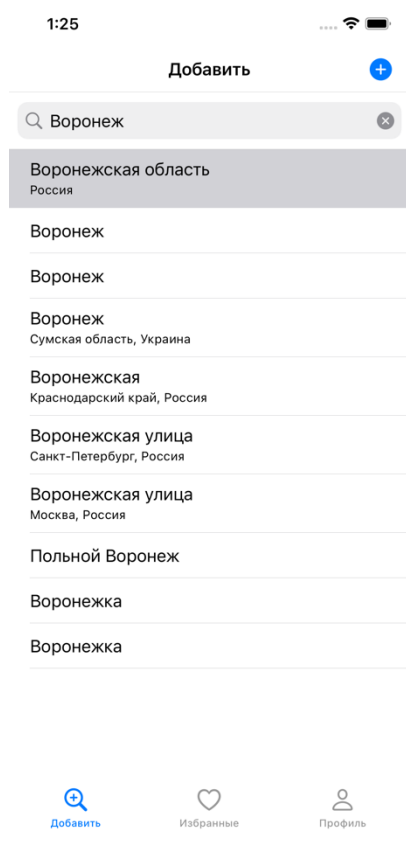 1:25
Добавить
Воронеж
Воронежская область
Россия
Воронеж
Воронеж
Воронеж
Сумская область, Украина
Воронежская
Краснодарский край, Россия
Воронежская улица
Санкт-Петербург, Россия
Воронежская улица
Москва, Россия
Польной Воронеж
Воронежка
Воронежка
Добавить Избранные Профиль